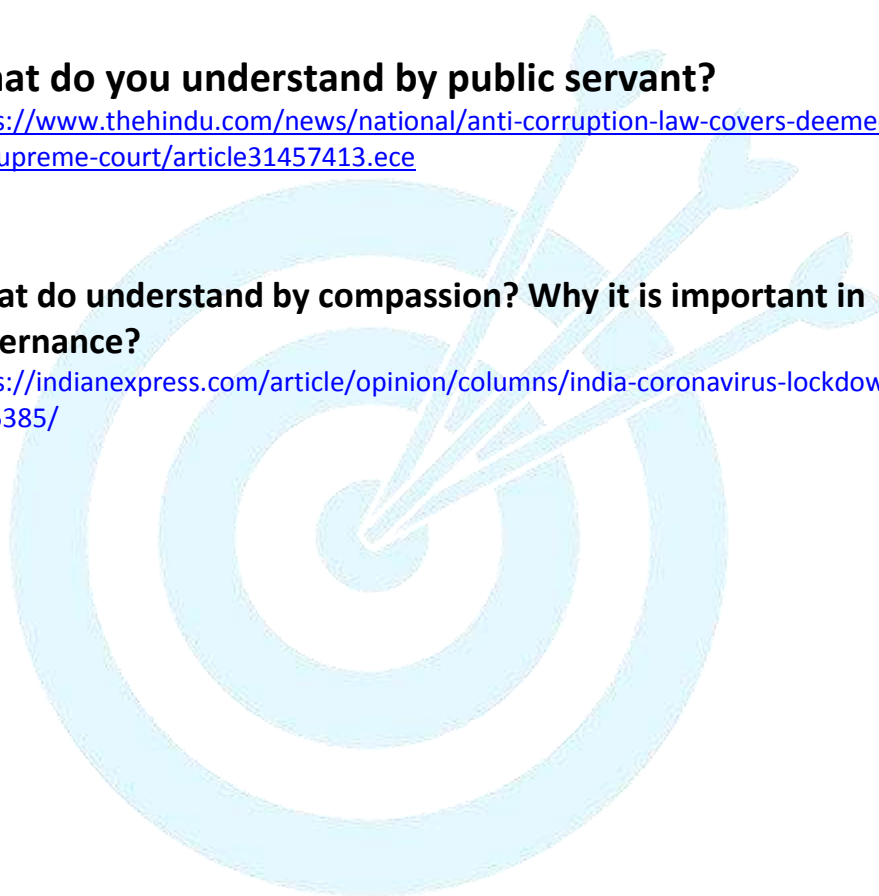 hat do you understand by public servant?
s://www.thehindu.com/news/national/anti-corruption-law-covers-deeme
upreme-court/article31457413.ece
at do understand by compassion? Why it is important in
ernance?
s://indianexpress.com/article/opinion/columns/india-coronavirus-lockdow
385/